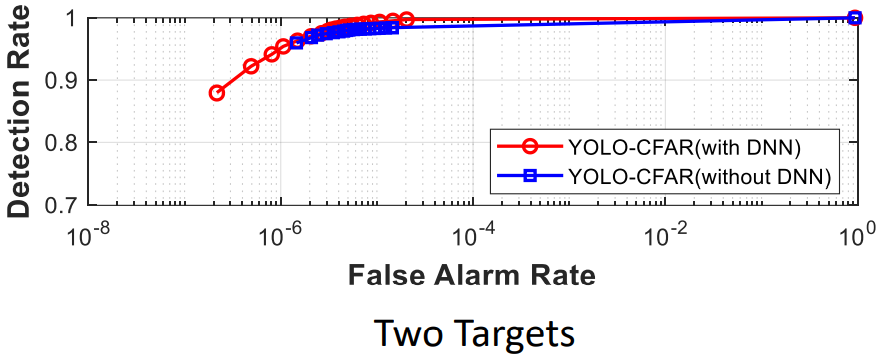 1
0.9
0.8
0.7
Detection Rate
YOLO-CFAR(with DNN)
YOLO-CFAR(without DNN)
10^-8 10^-6 10^-4 10^-2 10^0
False Alarm Rate
Two Targets